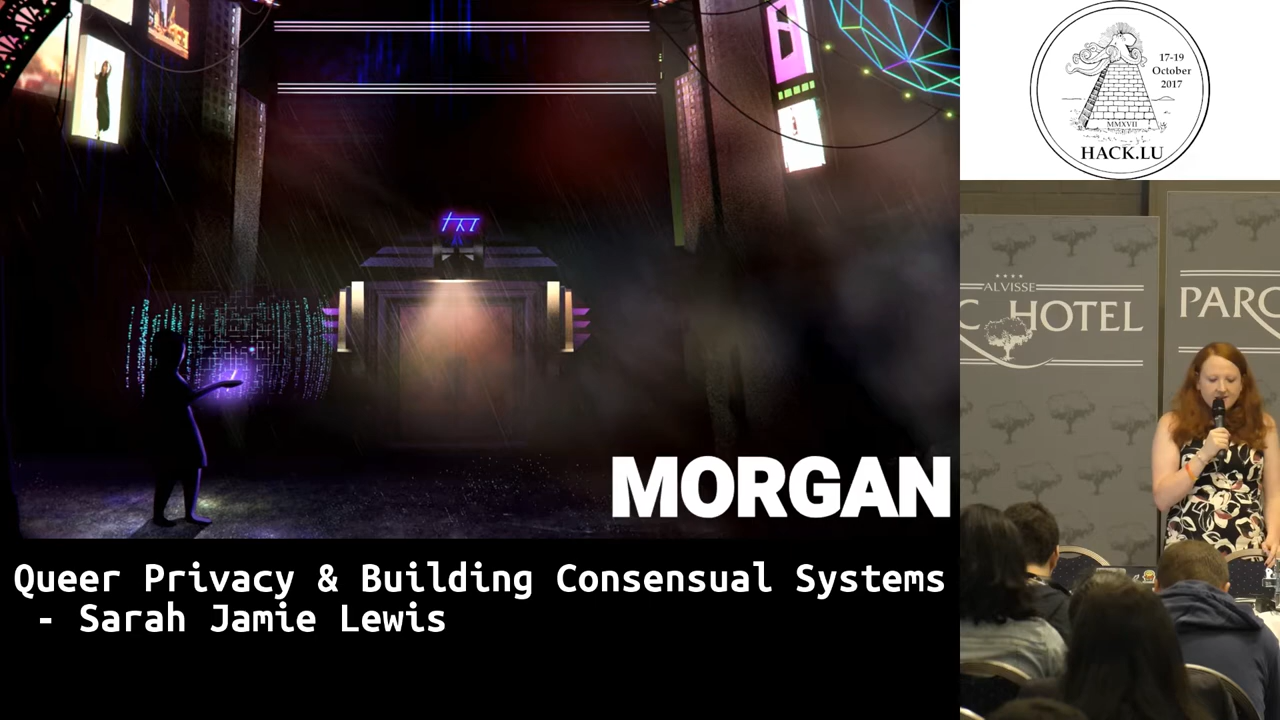 MORGAN
Queer Privacy & Building Consensual Systems
- Sarah Jamie Lewis
17-19
October
2017
MMXVII
HACK.LU
ALVISSE
C HOTEL
PARC